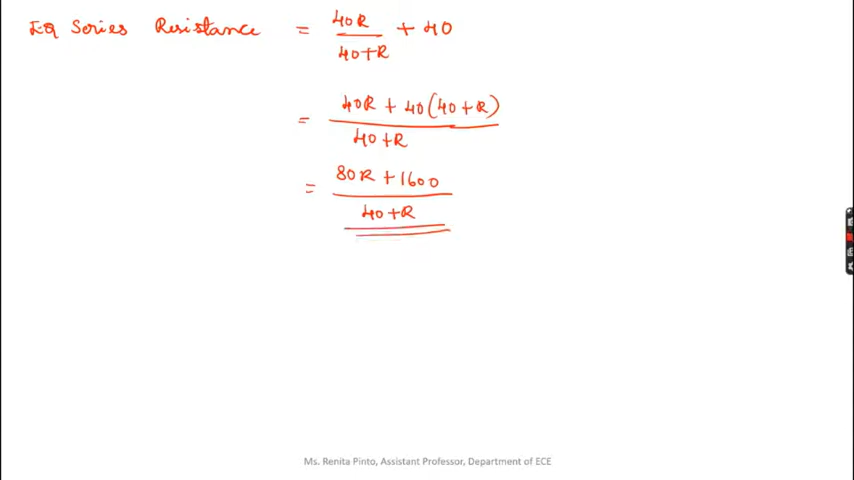 Eq Series Resistance = 40R/40+R + 40
= 40R + 40(40+R)/40+R
= 80R + 1600/40+R
Ms. Renita Pinto, Assistant Professor, Department of ECE